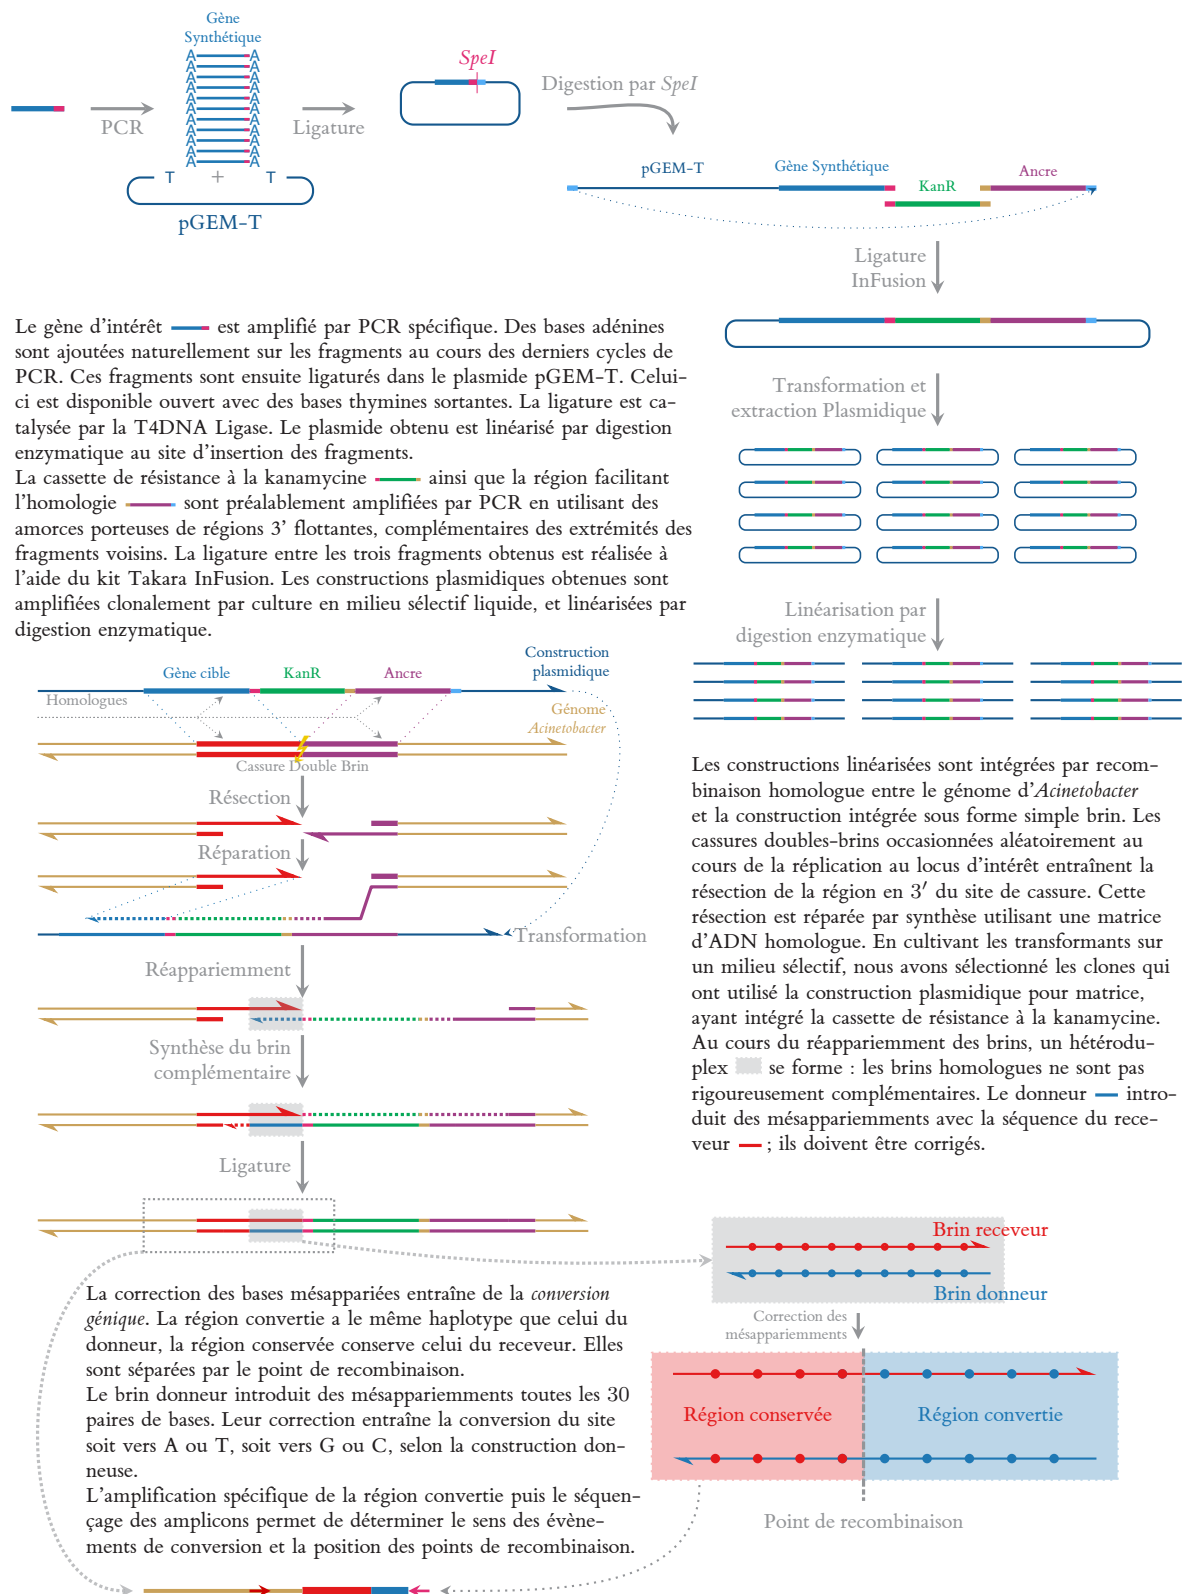 Gène
Synthétique
A A
A A
A A
A A
A A
A A
A A
A A
A A
A A
A A
T + T
pGEM-T
PCR
Ligature
SpeI
Digestion par SpeI
pGEM-T
Gène Synthétique
KanR
Ancre
Ligature
InFusion
Transformation et
extraction Plasmidique
Linéarisation par
digestion enzymatique
Le gène d'intérêt est amplifié par PCR spécifique. Des bases adénines
sont ajoutées naturellement sur les fragments au cours des derniers cycles de
PCR. Ces fragments sont ensuite ligaturés dans le plasmide pGEM-T. Celui-
ci est disponible ouvert avec des bases thymines sortantes. La ligature est ca-
talysée par la T4DNA Ligase. Le plasmide obtenu est linéarisé par digestion
enzymatique au site d'insertion des fragments.
La cassette de résistance à la kanamycine ainsi que la région facilitant
l'homologie sont préalablement amplifiées par PCR en utilisant des
amorces porteuses de régions 3' flottantes, complémentaires des extrémités des
fragments voisins. La ligature entre les trois fragments obtenus est réalisée à
l'aide du kit Takara InFusion. Les constructions plasmidiques obtenues sont
amplifiées clonalement par culture en milieu sélectif liquide, et linéarisées par
digestion enzymatique.
Gène cible
KanR
Ancre
Construction
plasmidique
Homologues
Génome
Acinetobacter
Cassure Double Brin
Résection
Réparation
Transformation
Réappariemment
Synthèse du brin
complémentaire
Ligature
Les constructions linéarisées sont intégrées par recom-
binaison homologue entre le génome d'Acinetobacter
et la construction intégrée sous forme simple brin. Les
cassures doubles-brins occasionnées aléatoirement au
cours de la réplication au locus d'intérêt entraînent la
résection de la région en 3′ du site de cassure. Cette
résection est réparée par synthèse utilisant une matrice
d'ADN homologue. En cultivant les transformants sur
un milieu sélectif, nous avons sélectionné les clones qui
ont utilisé la construction plasmidique pour matrice,
ayant intégré la cassette de résistance à la kanamycine.
Au cours du réappariemment des brins, un hétérodu-
plex se forme : les brins homologues ne sont pas
rigoureusement complémentaires. Le donneur intro-
duit des mésappariemments avec la séquence du rece-
veur ; ils doivent être corrigés.
Brin receveur
Brin donneur
Correction des
mésappariemments
Région conservée
Région convertie
Point de recombinaison
La correction des bases mésappariées entraîne de la conversion
génique. La région convertie a le même haplotype que celui du
donneur, la région conservée conserve celui du receveur. Elles
sont séparées par le point de recombinaison.
Le brin donneur introduit des mésappariemments toutes les 30
paires de bases. Leur correction entraîne la conversion du site
soit vers A ou T, soit vers G ou C, selon la construction don-
neuse.
L'amplification spécifique de la région convertie puis le séquen-
çage des amplicons permet de déterminer le sens des évène-
ments de conversion et la position des points de recombinaison.